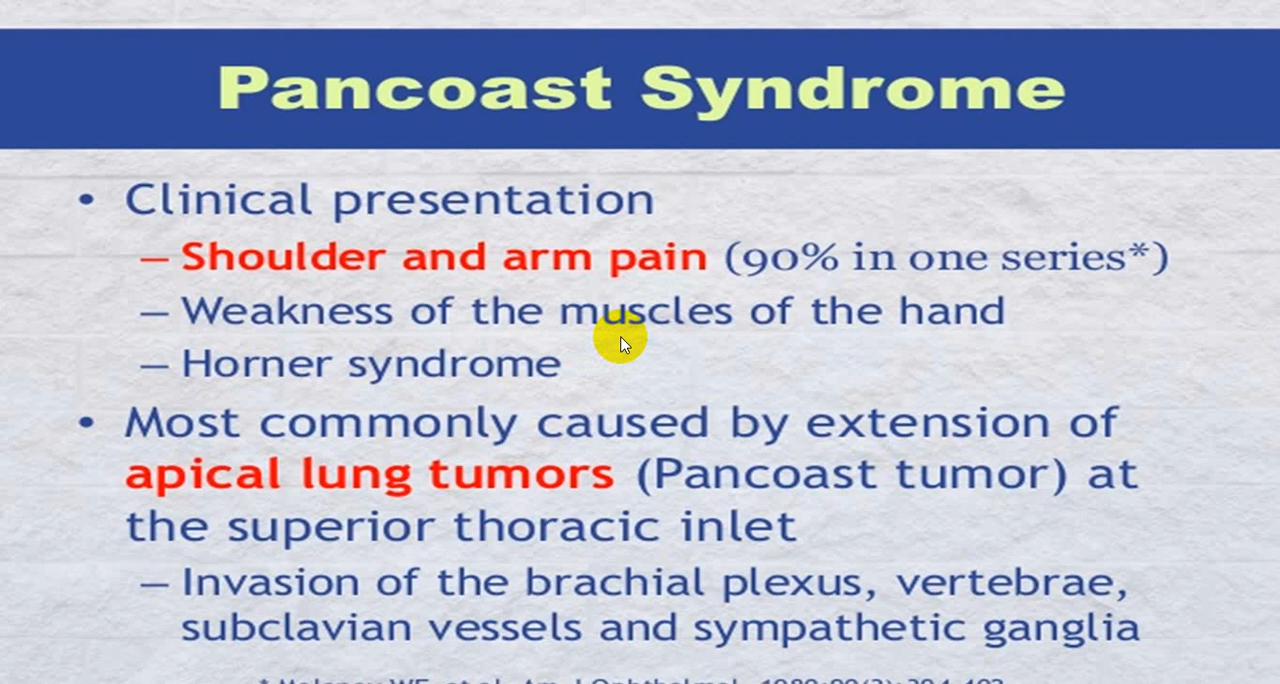 Pancoast Syndrome
• Clinical presentation
– Shoulder and arm pain (90% in one series*)
– Weakness of the muscles of the hand
– Horner syndrome
• Most commonly caused by extension of
apical lung tumors (Pancoast tumor) at
the superior thoracic inlet
– Invasion of the brachial plexus, vertebrae,
subclavian vessels and sympathetic ganglia